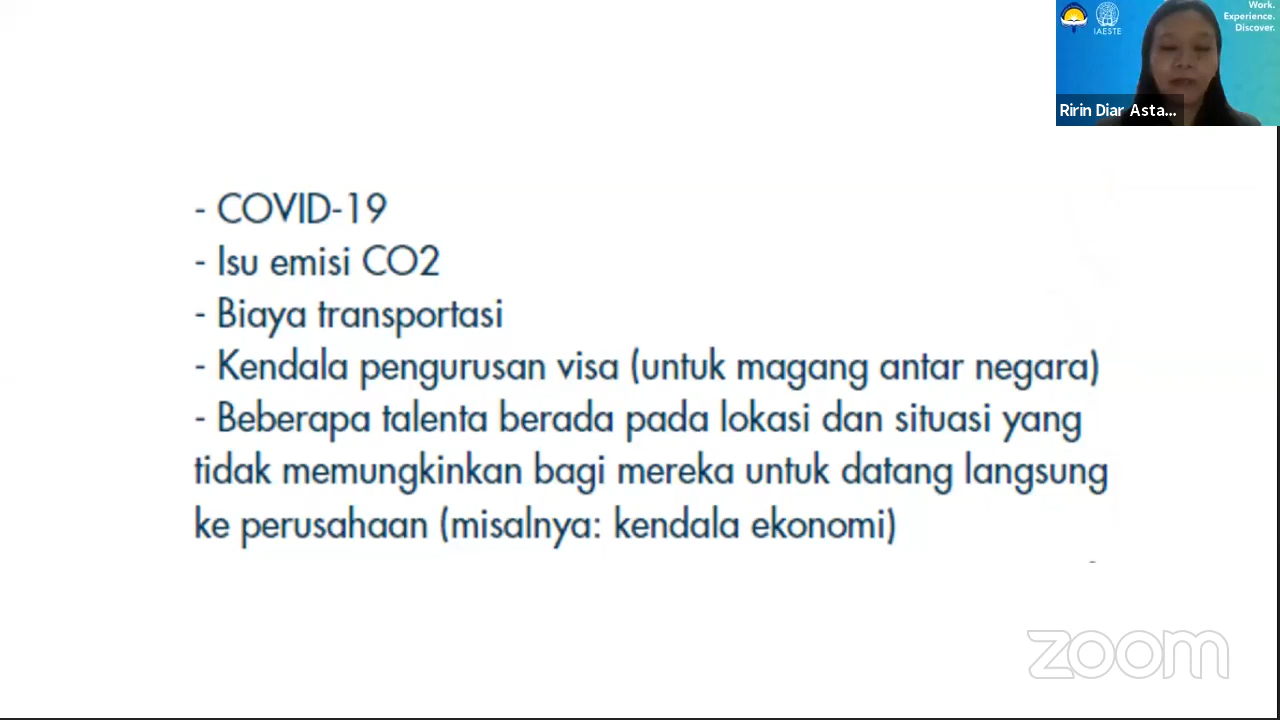 Work.
Experience.
Discover.
IAESTE
Ririn Diar Asta...
- COVID-19
- Isu emisi CO2
- Biaya transportasi
- Kendala pengurusan visa (untuk magang antar negara)
- Beberapa talenta berada pada lokasi dan situasi yang
tidak memungkinkan bagi mereka untuk datang langsung
ke perusahaan (misalnya: kendala ekonomi)
zoom